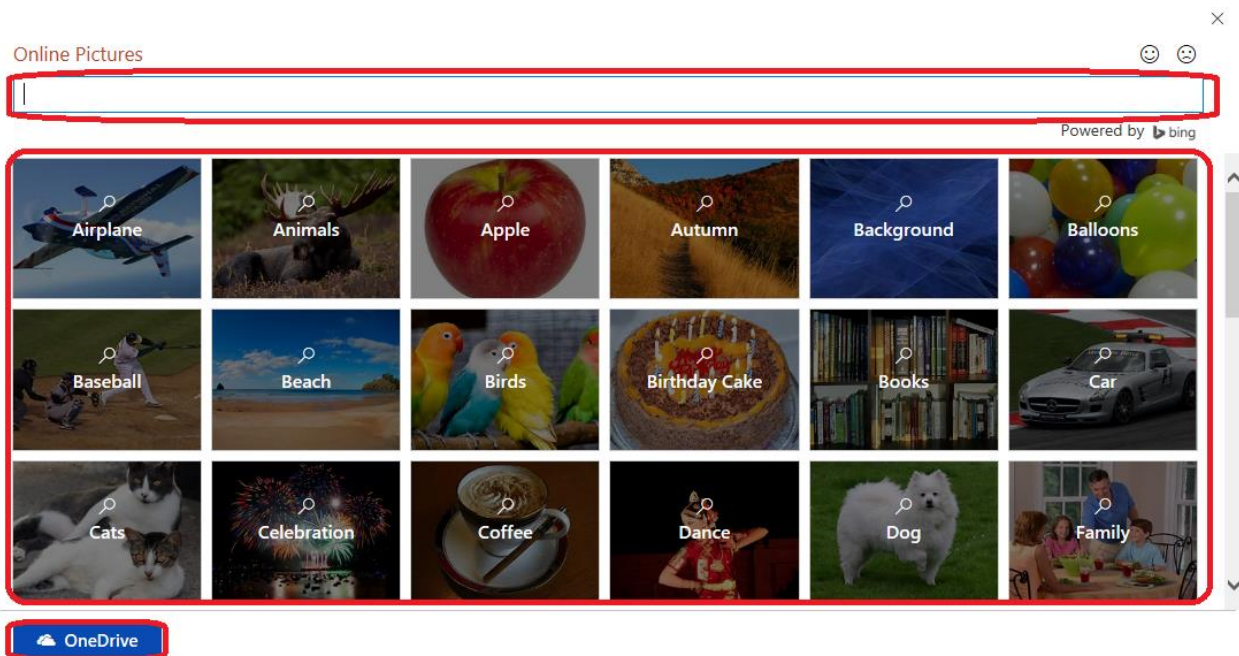 Online Pictures
Powered by bing
Airplane Animals Apple Autumn Background Balloons
Baseball Beach Birds Birthday Cake Books Car
Cats Celebration Coffee Dance Dog Family
OneDrive